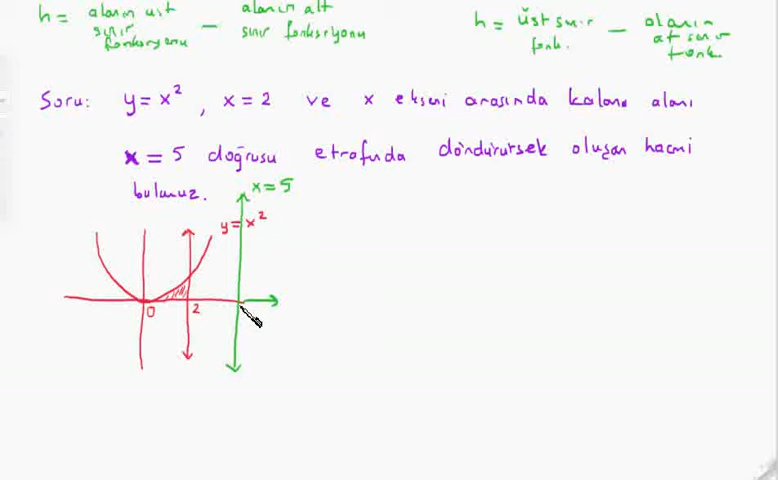 h = alanın üst sınır fonksiyonu − alanın alt sınır fonksiyonu
h = üst sınır fonk. − alanın alt sınır fonk.
Soru: y = x², x = 2 ve x ekseni arasında kalan alanı
x = 5 doğrusu etrafında döndürürsek oluşan hacmi
bulunuz.
x = 5
y = x²
0
2